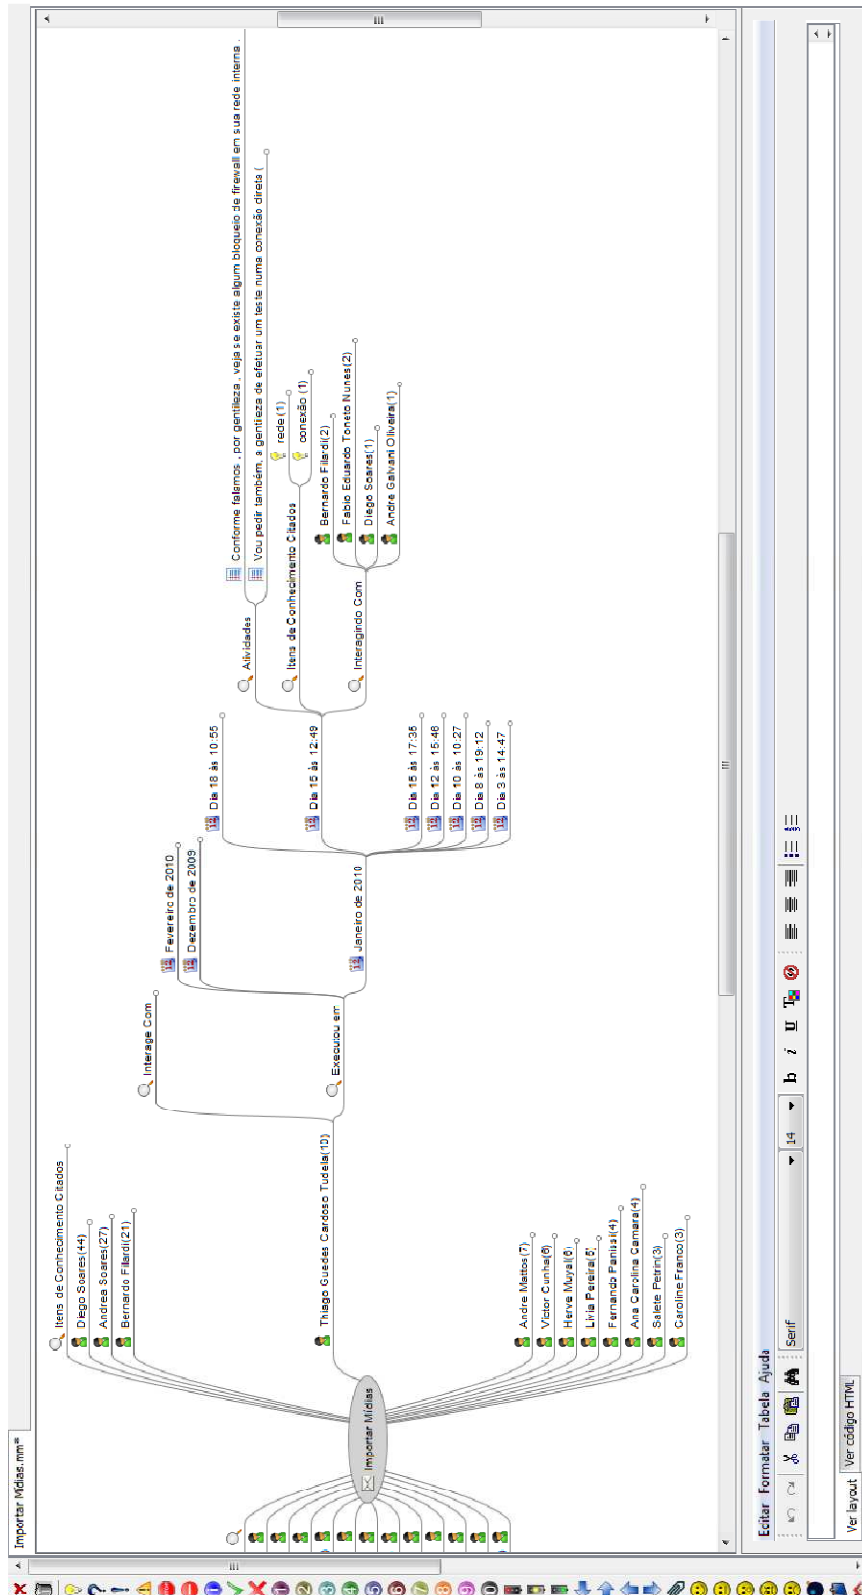 Importar Mídias.mm*
Itens de Conhecimento Citados
Diego Soares(44)
Andrea Soares(27)
Bernardo Filardi(21)
Thiago Guedes Cardoso Tudela(10)
Andre Mattos(7)
Victor Cunha(6)
Herve Muyal(6)
Livia Pereira(5)
Fernando Panissi(4)
Ana Carolina Camara(4)
Salete Petrin(3)
Caroline Franco(3)
Importar Mídias
Interage Com
Executou em
Fevereiro de 2010
Dezembro de 2009
Janeiro de 2010
Dia 18 às 10:55
Dia 15 às 12:49
Dia 15 às 17:35
Dia 12 às 15:48
Dia 10 às 10:27
Dia 8 às 19:12
Dia 3 às 14:47
Atividades
Conforme falamos , por gentileza , veja se existe algum bloqueio de firewall em sua rede interna .
Vou pedir também, a gentileza de efetuar um teste numa conexão direta (
Itens de Conhecimento Citados
rede(1)
conexão (1)
Interagindo Com
Bernardo Filardi(2)
Fabio Eduardo Toneto Nunes(2)
Diego Soares(1)
Andre Galvani Oliveira(1)
Editar Formatar Tabela Ajuda
Serif 14 b i U T
Ver layout Ver código HTML